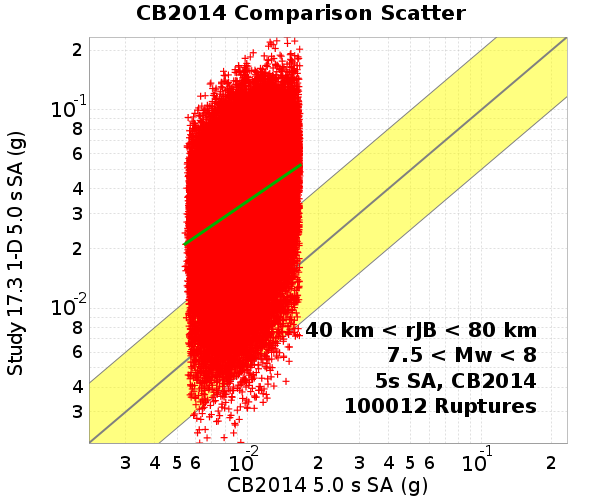 CB2014 Comparison Scatter
Study 17.3 1-D 5.0 s SA (g)
2
10^-1
8
6
4
3
2
10^-2
8
6
4
3
40 km < rJB < 80 km
7.5 < Mw < 8
5s SA, CB2014
100012 Ruptures
3 4 5 6 10^-2 2 3 4 5 6 10^-1 2
CB2014 5.0 s SA (g)